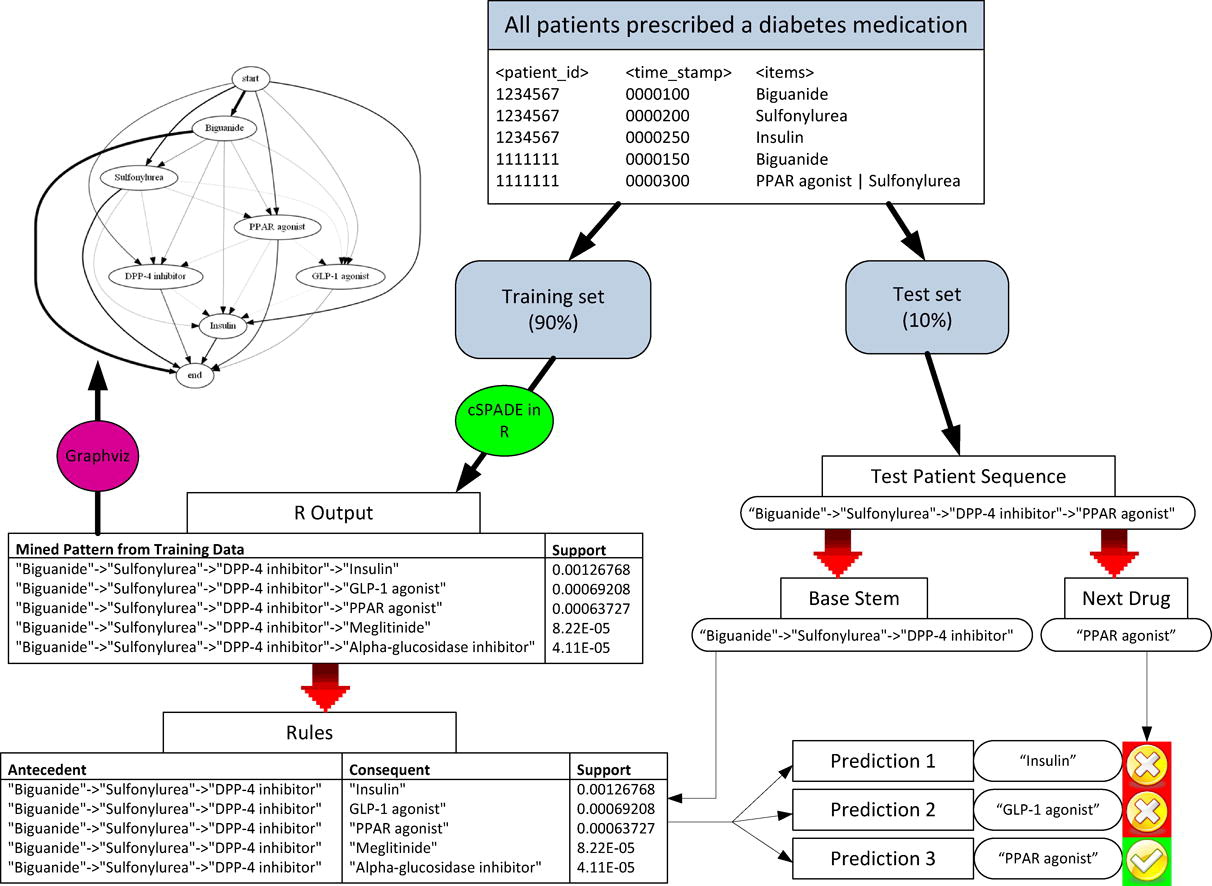 All patients prescribed a diabetes medication
<patient_id> <time_stamp> <items>
1234567 0000100 Biguanide
1234567 0000200 Sulfonylurea
1234567 0000250 Insulin
1111111 0000150 Biguanide
1111111 0000300 PPAR agonist | Sulfonylurea
start
Biguanide
Sulfonylurea
PPAR agonist
DPP-4 inhibitor
GLP-1 agonist
Insulin
end
Graphviz
Training set
(90%)
Test set
(10%)
cSPADE in
R
R Output
Mined Pattern from Training Data Support
"Biguanide"->"Sulfonylurea"->"DPP-4 inhibitor"->"Insulin" 0.00126768
"Biguanide"->"Sulfonylurea"->"DPP-4 inhibitor"->"GLP-1 agonist" 0.00069208
"Biguanide"->"Sulfonylurea"->"DPP-4 inhibitor"->"PPAR agonist" 0.00063727
"Biguanide"->"Sulfonylurea"->"DPP-4 inhibitor"->"Meglitinide" 8.22E-05
"Biguanide"->"Sulfonylurea"->"DPP-4 inhibitor"->"Alpha-glucosidase inhibitor" 4.11E-05
Test Patient Sequence
“Biguanide"->"Sulfonylurea"->"DPP-4 inhibitor"->"PPAR agonist"
Base Stem
“Biguanide"->"Sulfonylurea"->"DPP-4 inhibitor"
Next Drug
“PPAR agonist”
Rules
Antecedent Consequent Support
"Biguanide"->"Sulfonylurea"->"DPP-4 inhibitor" "Insulin" 0.00126768
"Biguanide"->"Sulfonylurea"->"DPP-4 inhibitor" GLP-1 agonist" 0.00069208
"Biguanide"->"Sulfonylurea"->"DPP-4 inhibitor" "PPAR agonist" 0.00063727
"Biguanide"->"Sulfonylurea"->"DPP-4 inhibitor" "Meglitinide" 8.22E-05
"Biguanide"->"Sulfonylurea"->"DPP-4 inhibitor" "Alpha-glucosidase inhibitor" 4.11E-05
Prediction 1 “Insulin”
Prediction 2 “GLP-1 agonist”
Prediction 3 “PPAR agonist”